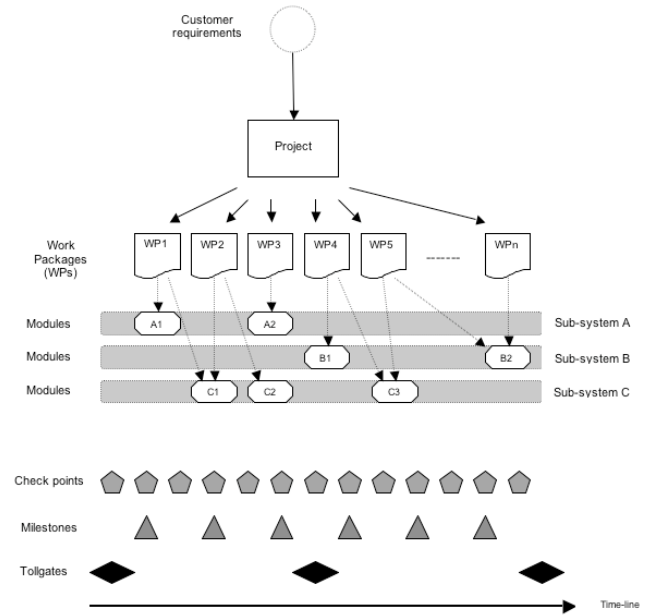 Customer
requirements
Project
Work
Packages
(WPs)
WP1 WP2 WP3 WP4 WP5 WPn
Modules A1 A2 Sub-system A
Modules B1 B2 Sub-system B
Modules C1 C2 C3 Sub-system C
Check points
Milestones
Tollgates
Time-line